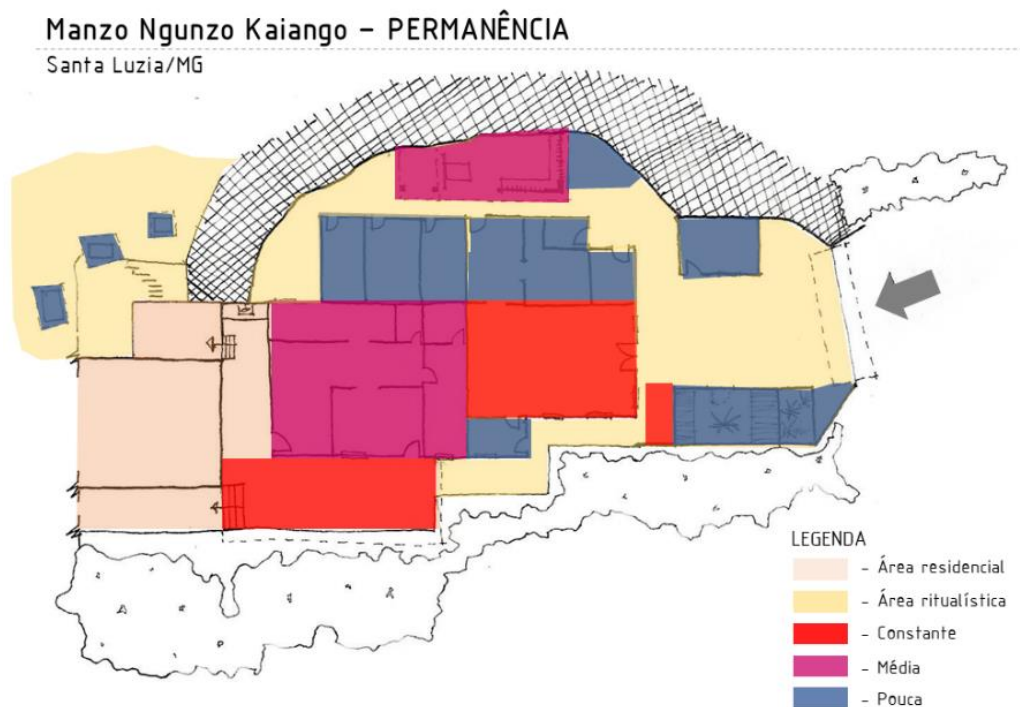 Manzo Ngunzo Kaiango – PERMANÊNCIA
Santa Luzia/MG
LEGENDA
- Área residencial
- Área ritualística
- Constante
- Média
- Pouca